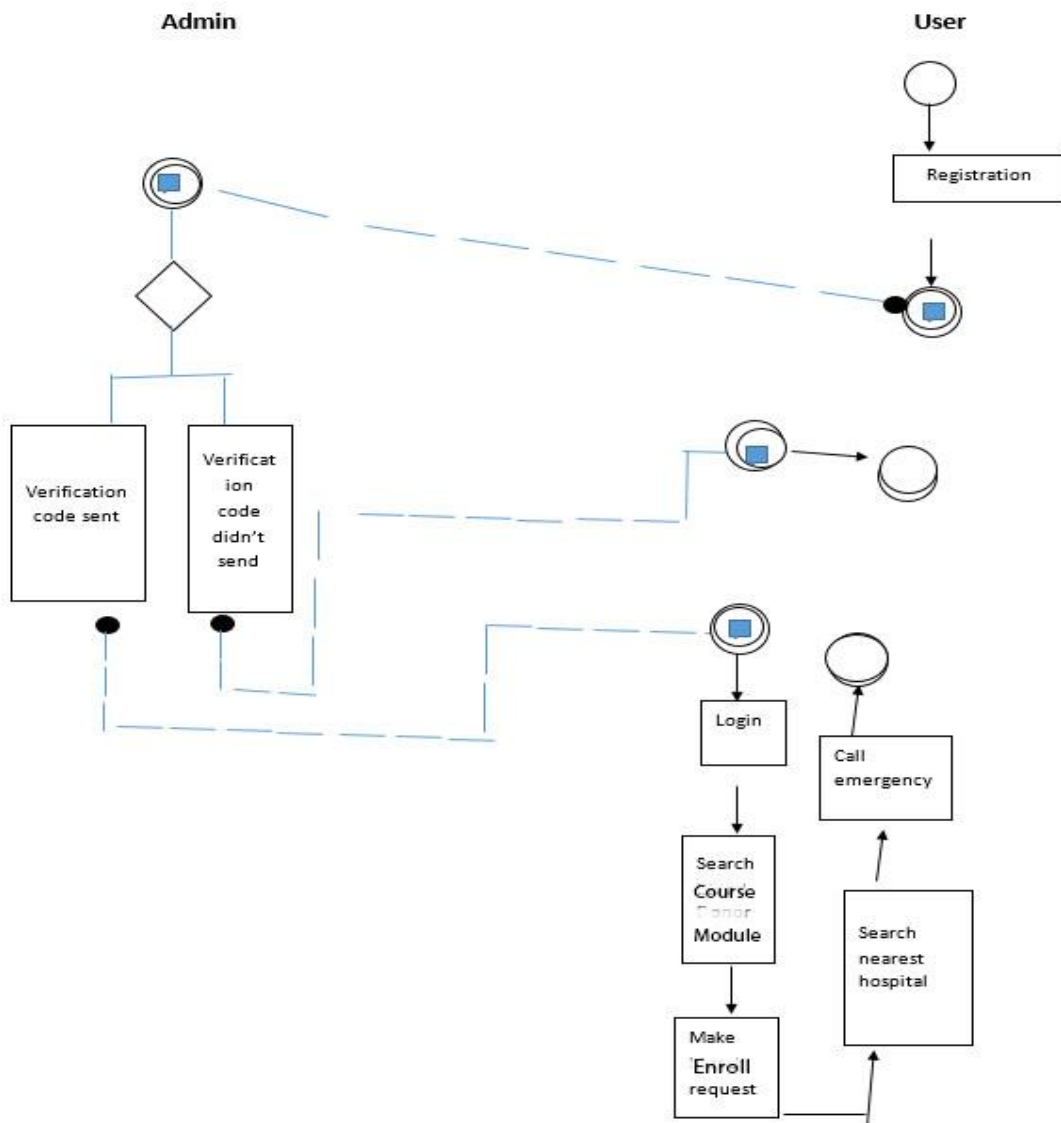 Admin
User
Registration
Verification
code sent
Verificat
ion
code
didn't
send
Login
Call
emergency
Search
Course
Donor
Module
Search
nearest
hospital
Make
Enroll
request